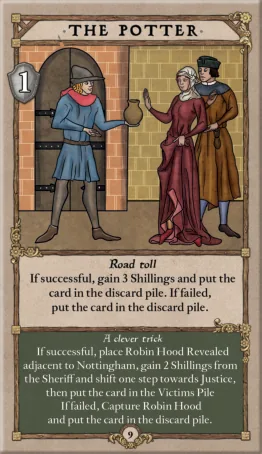 THE POTTER
1
Road toll
If successful, gain 3 Shillings and put the
card in the discard pile. If failed,
put the card in the discard pile.
A clever trick
If successful, place Robin Hood Revealed
adjacent to Nottingham, gain 2 Shillings from
the Sheriff and shift one step towards Justice,
then put the card in the Victims Pile
If failed, Capture Robin Hood
and put the card in the discard pile.
9